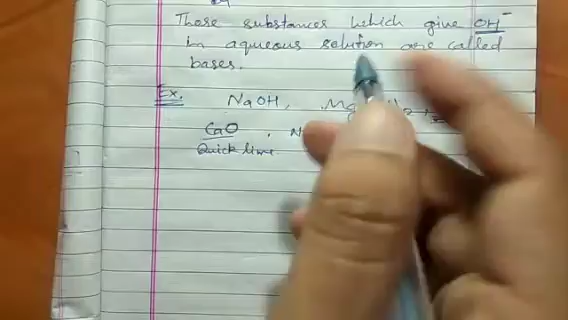 Those substances which give OH⁻
in aqueous solution are called
bases.
Ex. NaOH,
CaO,
Quick lime